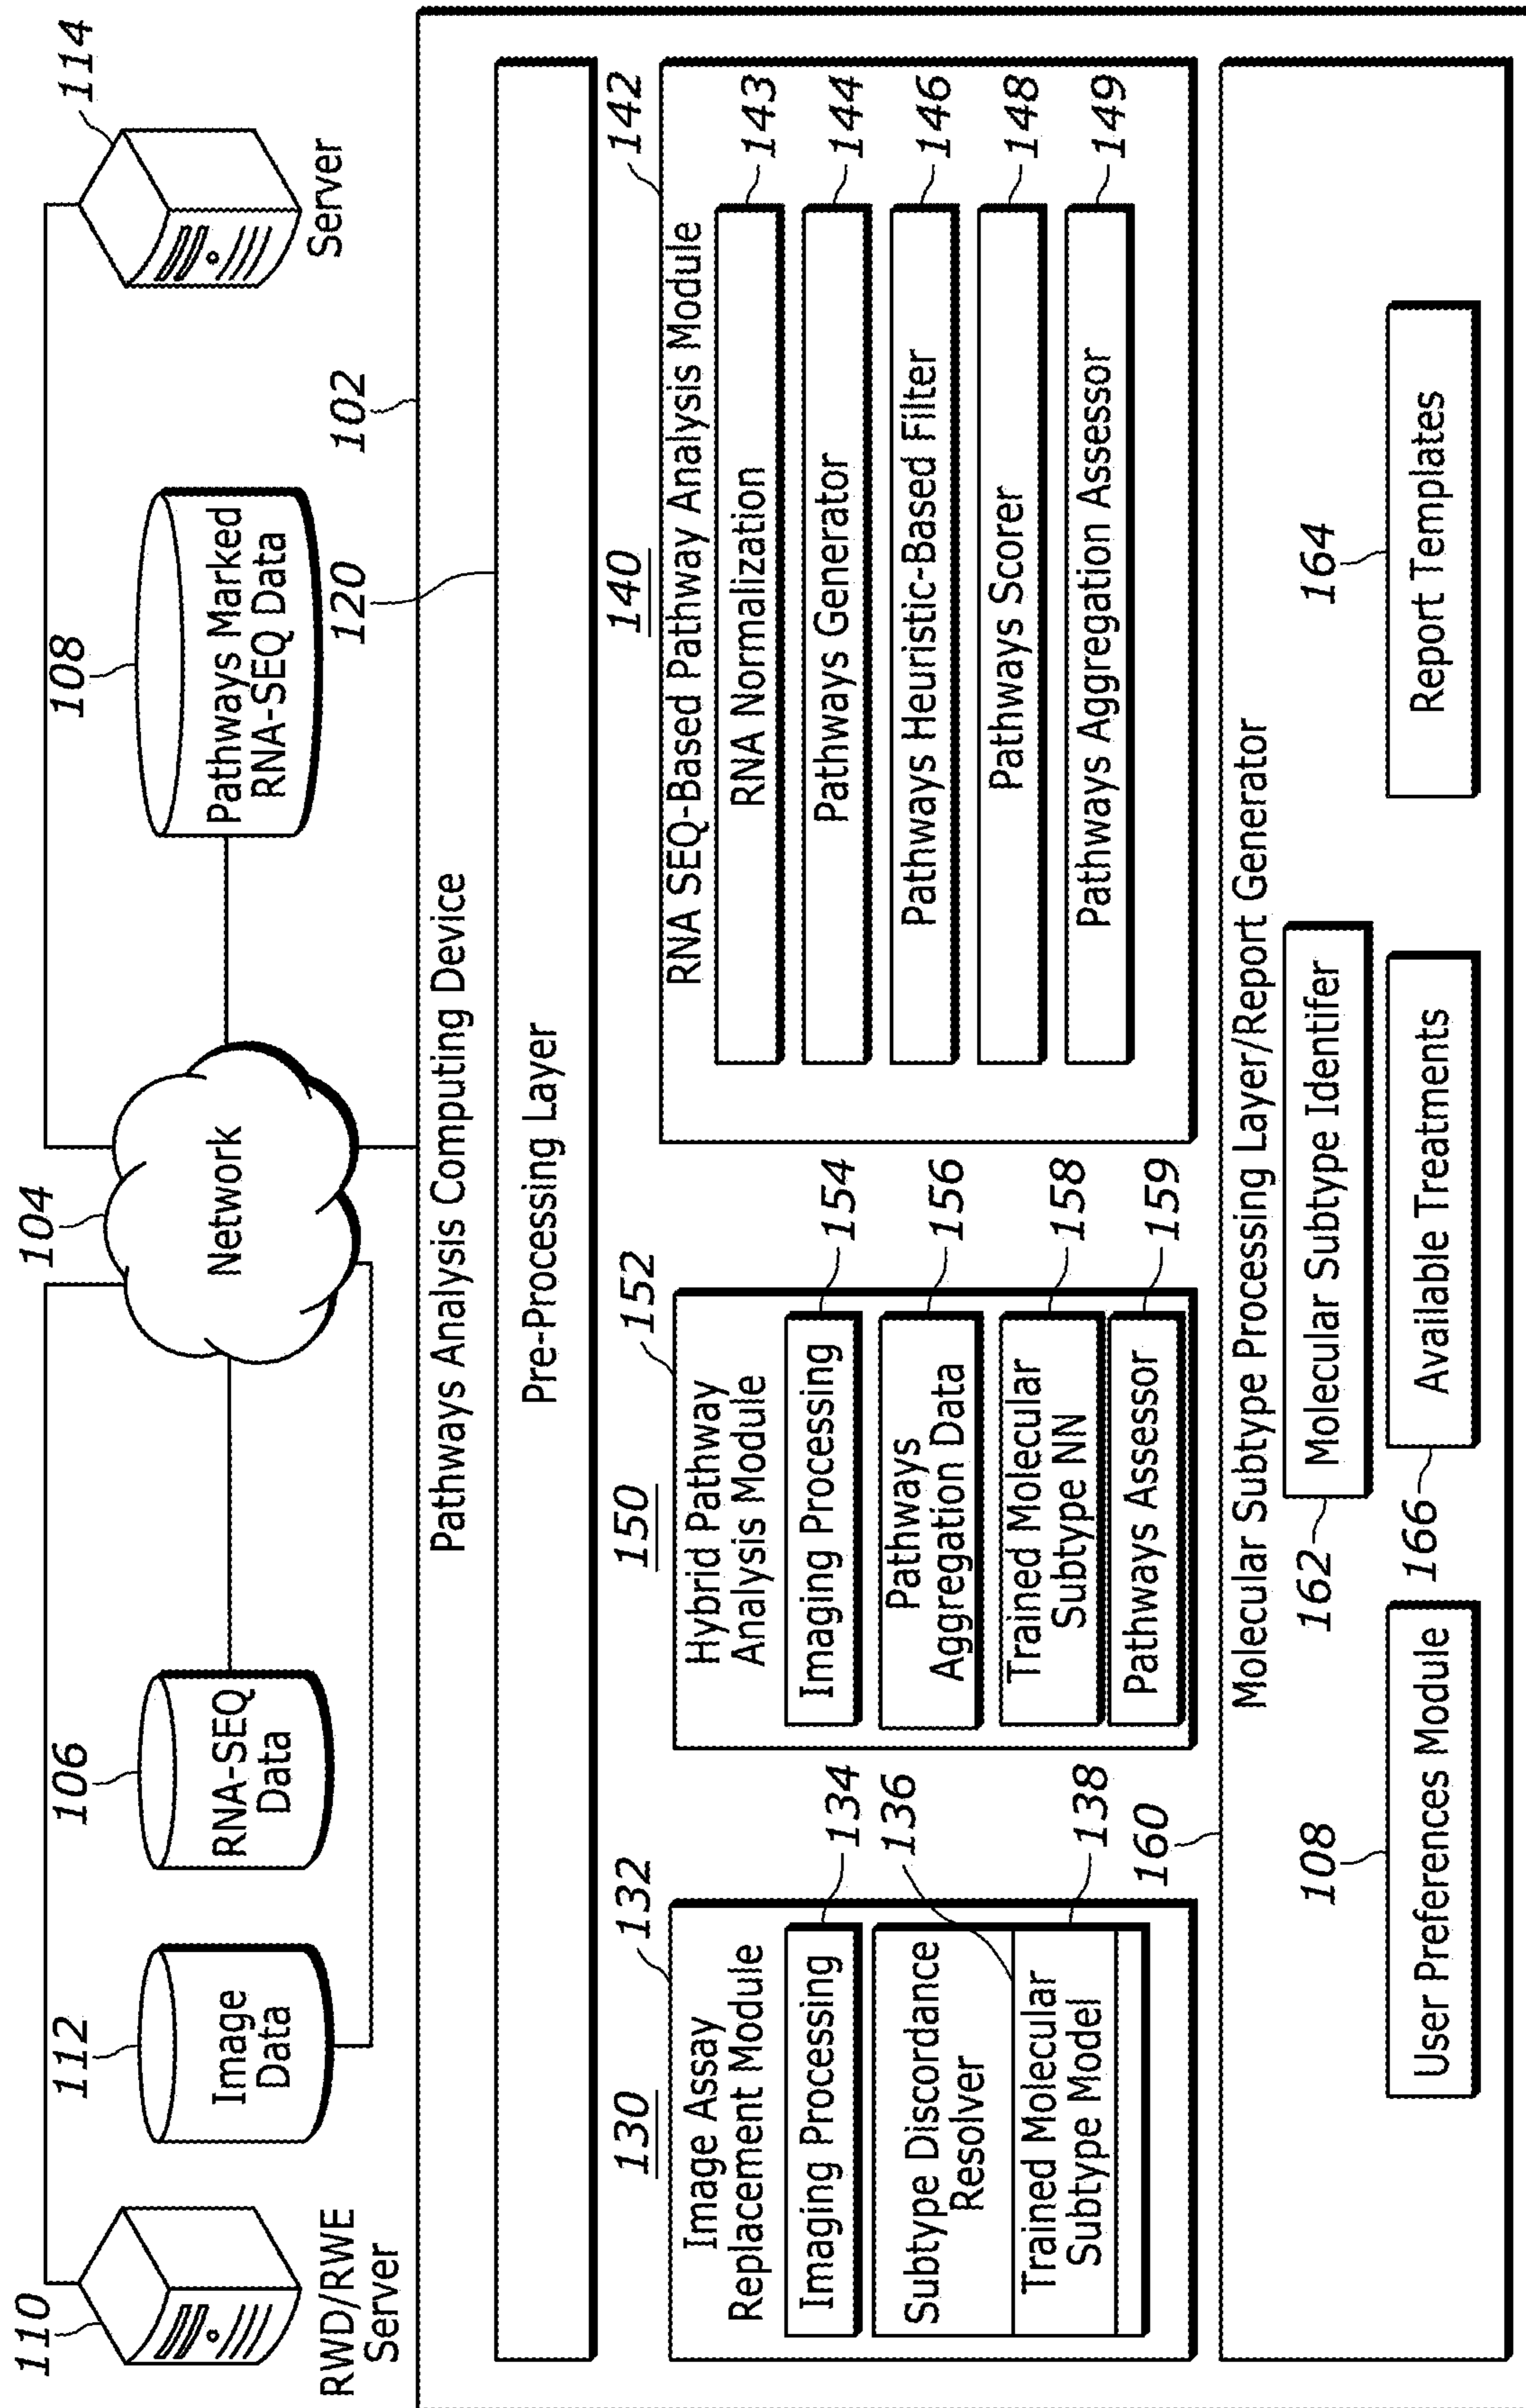 110
RWD/RWE
Server
112
Image
Data
106
RNA-SEQ
Data
104
Network
108
Pathways Marked
RNA-SEQ Data
114
Server
120
102
Pathways Analysis Computing Device
Pre-Processing Layer
130
132
Image Assay
Replacement Module
Imaging Processing
134
Subtype Discordance
Resolver
136
Trained Molecular
Subtype Model
138
150
152
Hybrid Pathway
Analysis Module
Imaging Processing
154
Pathways
Aggregation Data
156
Trained Molecular
Subtype NN
158
Pathways Assessor
159
140
142
RNA SEQ-Based Pathway Analysis Module
RNA Normalization
143
Pathways Generator
144
Pathways Heuristic-Based Filter
146
Pathways Scorer
148
Pathways Aggregation Assessor
149
160
Molecular Subtype Processing Layer/Report Generator
162
Molecular Subtype Identifer
108
User Preferences Module
166
Available Treatments
164
Report Templates